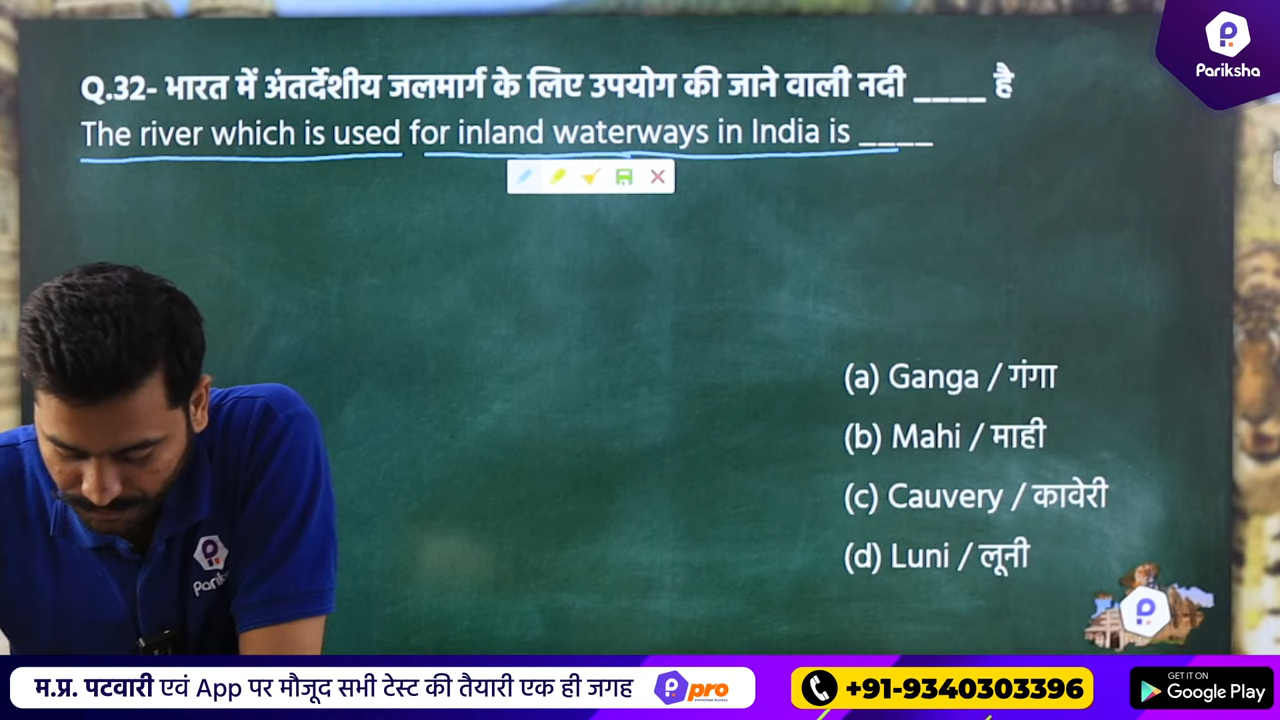 Pariksha
Q.32- भारत में अंतर्देशीय जलमार्ग के लिए उपयोग की जाने वाली नदी ____ है
The river which is used for inland waterways in India is ____
(a) Ganga / गंगा
(b) Mahi / माही
(c) Cauvery / कावेरी
(d) Luni / लूनी
म.प्र. पटवारी एवं App पर मौजूद सभी टेस्ट की तैयारी एक ही जगह
pro
+91-9340303396
GET IT ON
Google Play